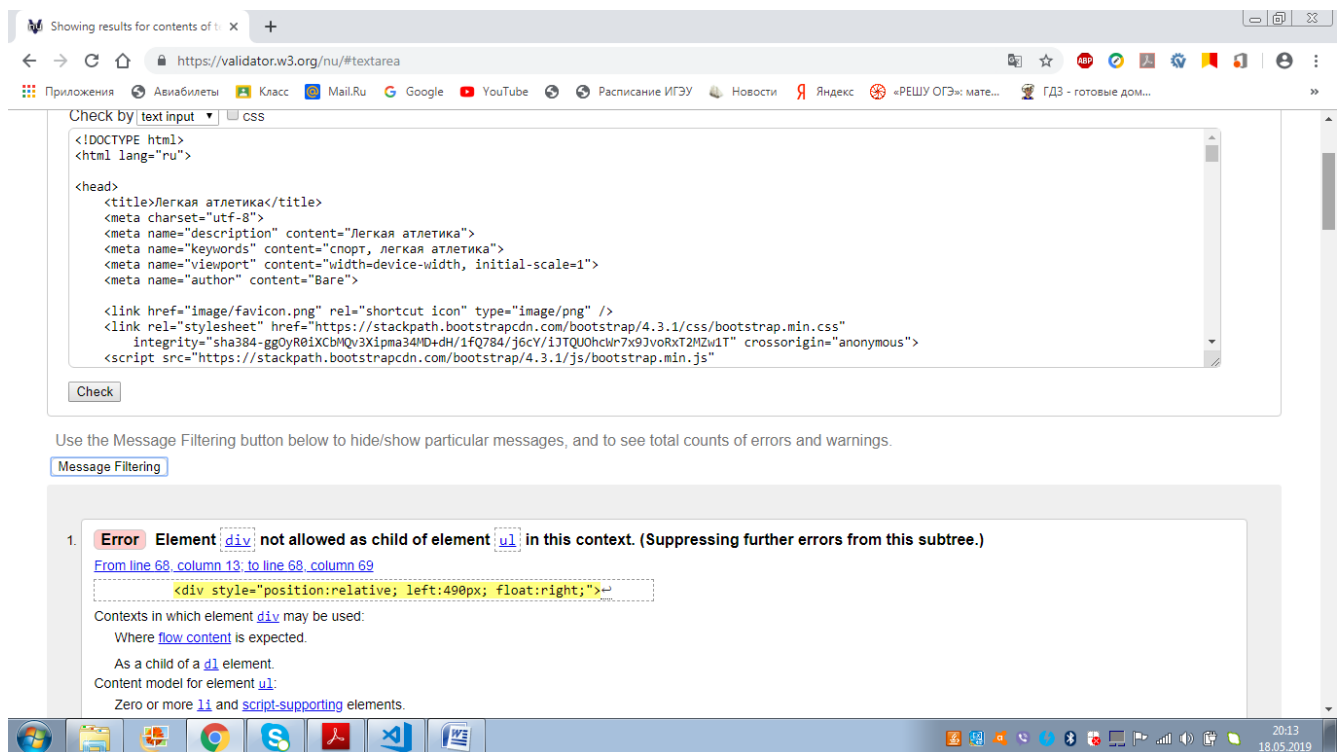 Showing results for contents of te
https://validator.w3.org/nu/#textarea
ABP
Приложения Авиабилеты Класс Mail.Ru Google YouTube Расписание ИГЭУ Новости Яндекс «РЕШУ ОГЭ»: мате... ГДЗ - готовые дом... »
Check by text input css
<!DOCTYPE html>
<html lang="ru">
<head>
<title>Легкая атлетика</title>
<meta charset="utf-8">
<meta name="description" content="Легкая атлетика">
<meta name="keywords" content="спорт, легкая атлетика">
<meta name="viewport" content="width=device-width, initial-scale=1">
<meta name="author" content="Bare">
<link href="image/favicon.png" rel="shortcut icon" type="image/png" />
<link rel="stylesheet" href="https://stackpath.bootstrapcdn.com/bootstrap/4.3.1/css/bootstrap.min.css"
integrity="sha384-ggOyR0iXCbMQv3Xipma34MD+dH/1fQ784/j6cY/iJTQUOhcWr7x9JvoRxT2MZw1T" crossorigin="anonymous">
<script src="https://stackpath.bootstrapcdn.com/bootstrap/4.3.1/js/bootstrap.min.js"
Check
Use the Message Filtering button below to hide/show particular messages, and to see total counts of errors and warnings.
Message Filtering
1. Error Element div not allowed as child of element ul in this context. (Suppressing further errors from this subtree.)
From line 68, column 13; to line 68, column 69
<div style="position:relative; left:490px; float:right;">↩
Contexts in which element div may be used:
Where flow content is expected.
As a child of a dl element.
Content model for element ul:
Zero or more li and script-supporting elements.
20:13
18.05.2019